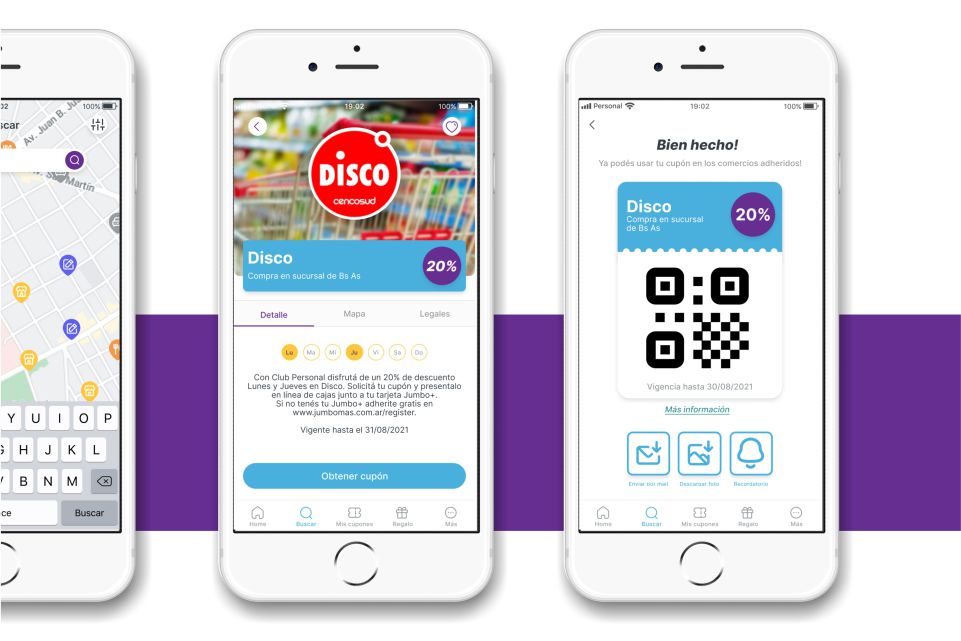 02
100%
scar
Av. Juan B. Ju
Martín
Y U I O P
G H J K L
V B N M
ce
Buscar
19:02
100%
DISCO
cencosud
Disco
Compra en sucursal de Bs As
20%
Detalle
Mapa
Legales
Lu Ma Mi Ju Vi Sa Do
Con Club Personal disfrutá de un 20% de descuento
Lunes y Jueves en Disco. Solicitá tu cupón y presentalo
en línea de cajas junto a tu tarjeta Jumbo+.
Si no tenés tu Jumbo+ adherite gratis en
www.jumbomas.com.ar/register.
Vigente hasta el 31/08/2021
Obtener cupón
Home
Buscar
Mis cupones
Regalo
Más
Personal
19:02
100%
Bien hecho!
Ya podés usar tu cupón en los comercios adheridos!
Disco
Compra en sucursal
de Bs As
20%
Vigencia hasta 30/08/2021
Más información
Enviar por mail
Descargar foto
Recordatorio
Home
Buscar
Mis cupones
Regalo
Más